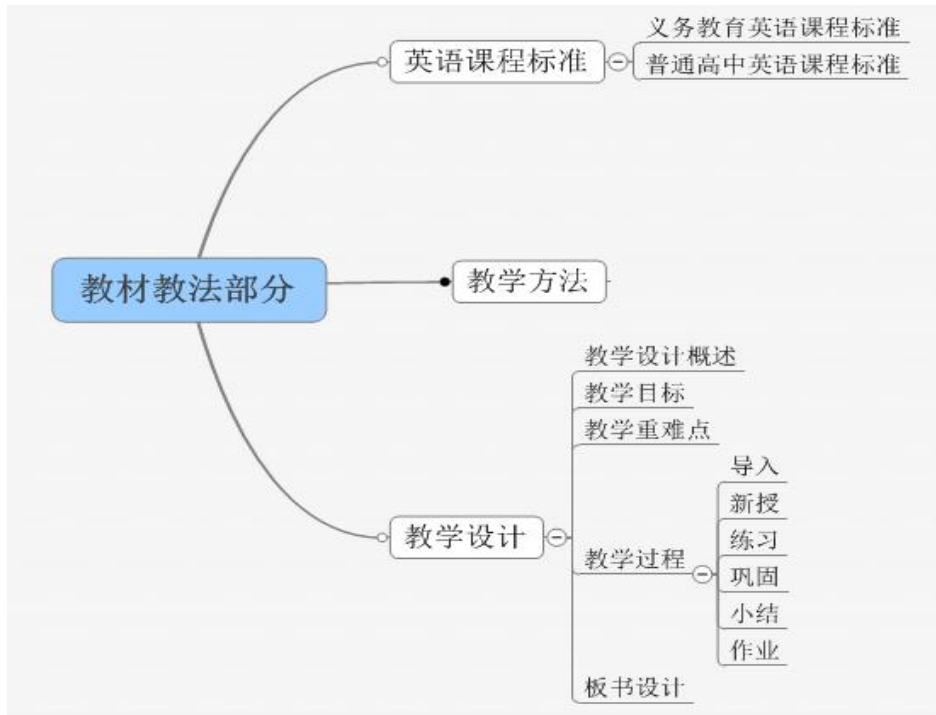 义务教育英语课程标准
英语课程标准
普通高中英语课程标准
教材教法部分
教学方法
教学设计概述
教学目标
教学重难点
导入
新授
教学设计
练习
教学过程
巩固
小结
作业
板书设计